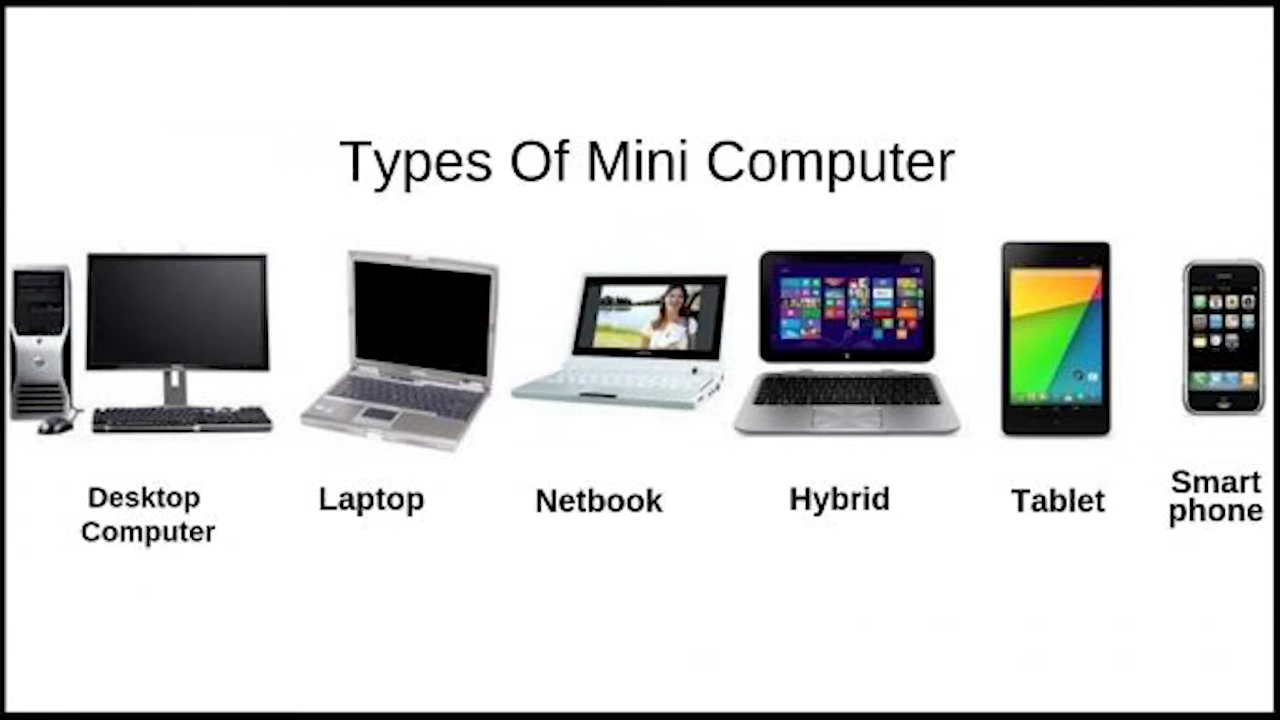 Types Of Mini Computer
Desktop
Computer
Laptop
Netbook
Hybrid
Tablet
Smart
phone